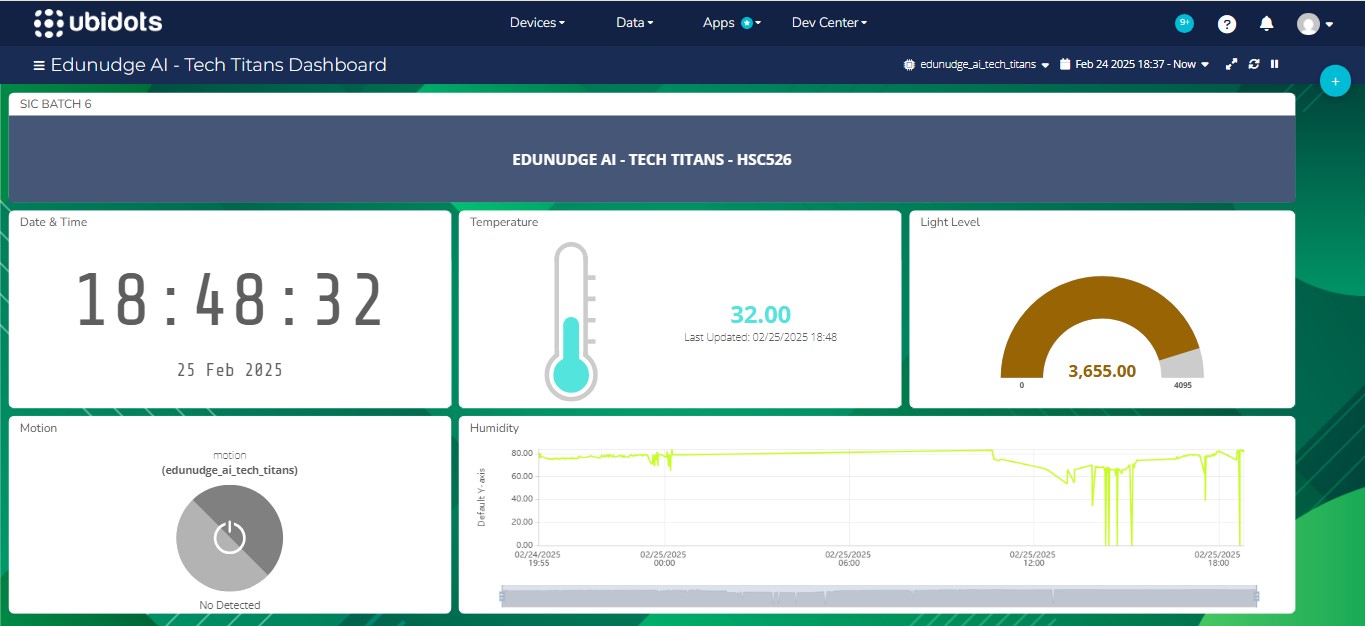 ubidots
Devices
Data
Apps
Dev Center
9+
?
Edunudge AI - Tech Titans Dashboard
edunudge_ai_tech_titans
Feb 24 2025 18:37 - Now
+
SIC BATCH 6
EDUNUDGE AI - TECH TITANS - HSC526
Date & Time
18:48:32
25 Feb 2025
Temperature
32.00
Last Updated: 02/25/2025 18:48
Light Level
3,655.00
0
4095
Motion
motion
(edunudge_ai_tech_titans)
No Detected
Humidity
Default Y-axis
80.00
60.00
40.00
20.00
0.00
02/24/2025
19:55
02/25/2025
00:00
02/25/2025
06:00
02/25/2025
12:00
02/25/2025
18:00